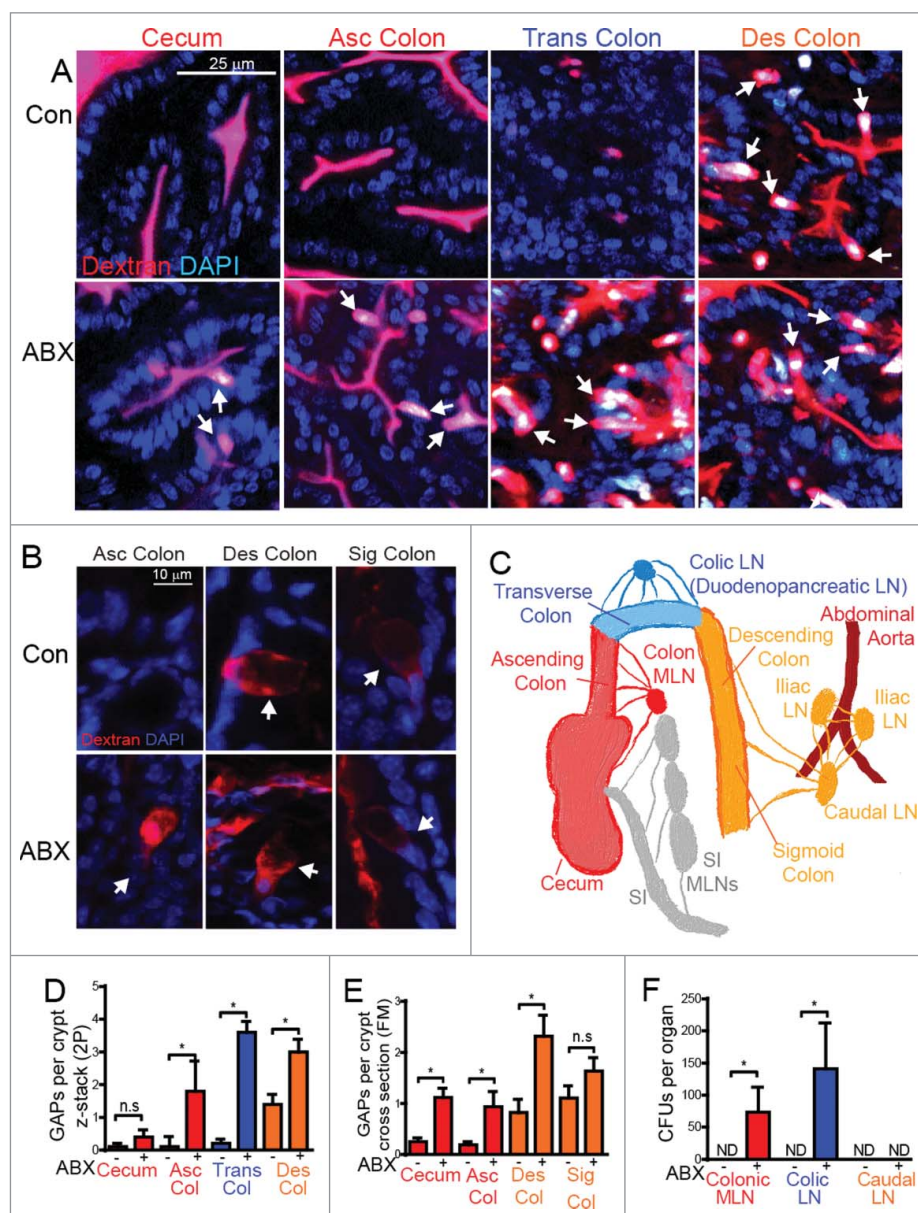 Cecum Asc Colon Trans Colon Des Colon
A
25 µm
Con
Dextran DAPI
ABX
B
Asc Colon Des Colon Sig Colon
10 µm
Con
Dextran DAPI
ABX
C
Colic LN
(Duodenopancreatic LN)
Transverse
Colon
Abdominal
Aorta
Descending
Colon
Ascending
Colon
Colon
MLN
Iliac
LN
Iliac
LN
Caudal LN
Sigmoid
Colon
SI
MLNs
SI
Cecum
D
GAPs per crypt
z-stack (2P)
5
4
3
2
1
0
n.s
*
*
*
ABX - + - + - + - +
Cecum Asc Trans Des
Col Col Col
E
GAPs per crypt
cross section (FM)
3
2
1
0
*
*
*
n.s
ABX - + - + - + - +
Cecum Asc Des Sig
Col Col Col
F
CFUs per organ
250
200
150
100
50
0
*
*
ND ND ND ND
ABX - + - + - +
Colonic Colic Caudal
MLN LN LN